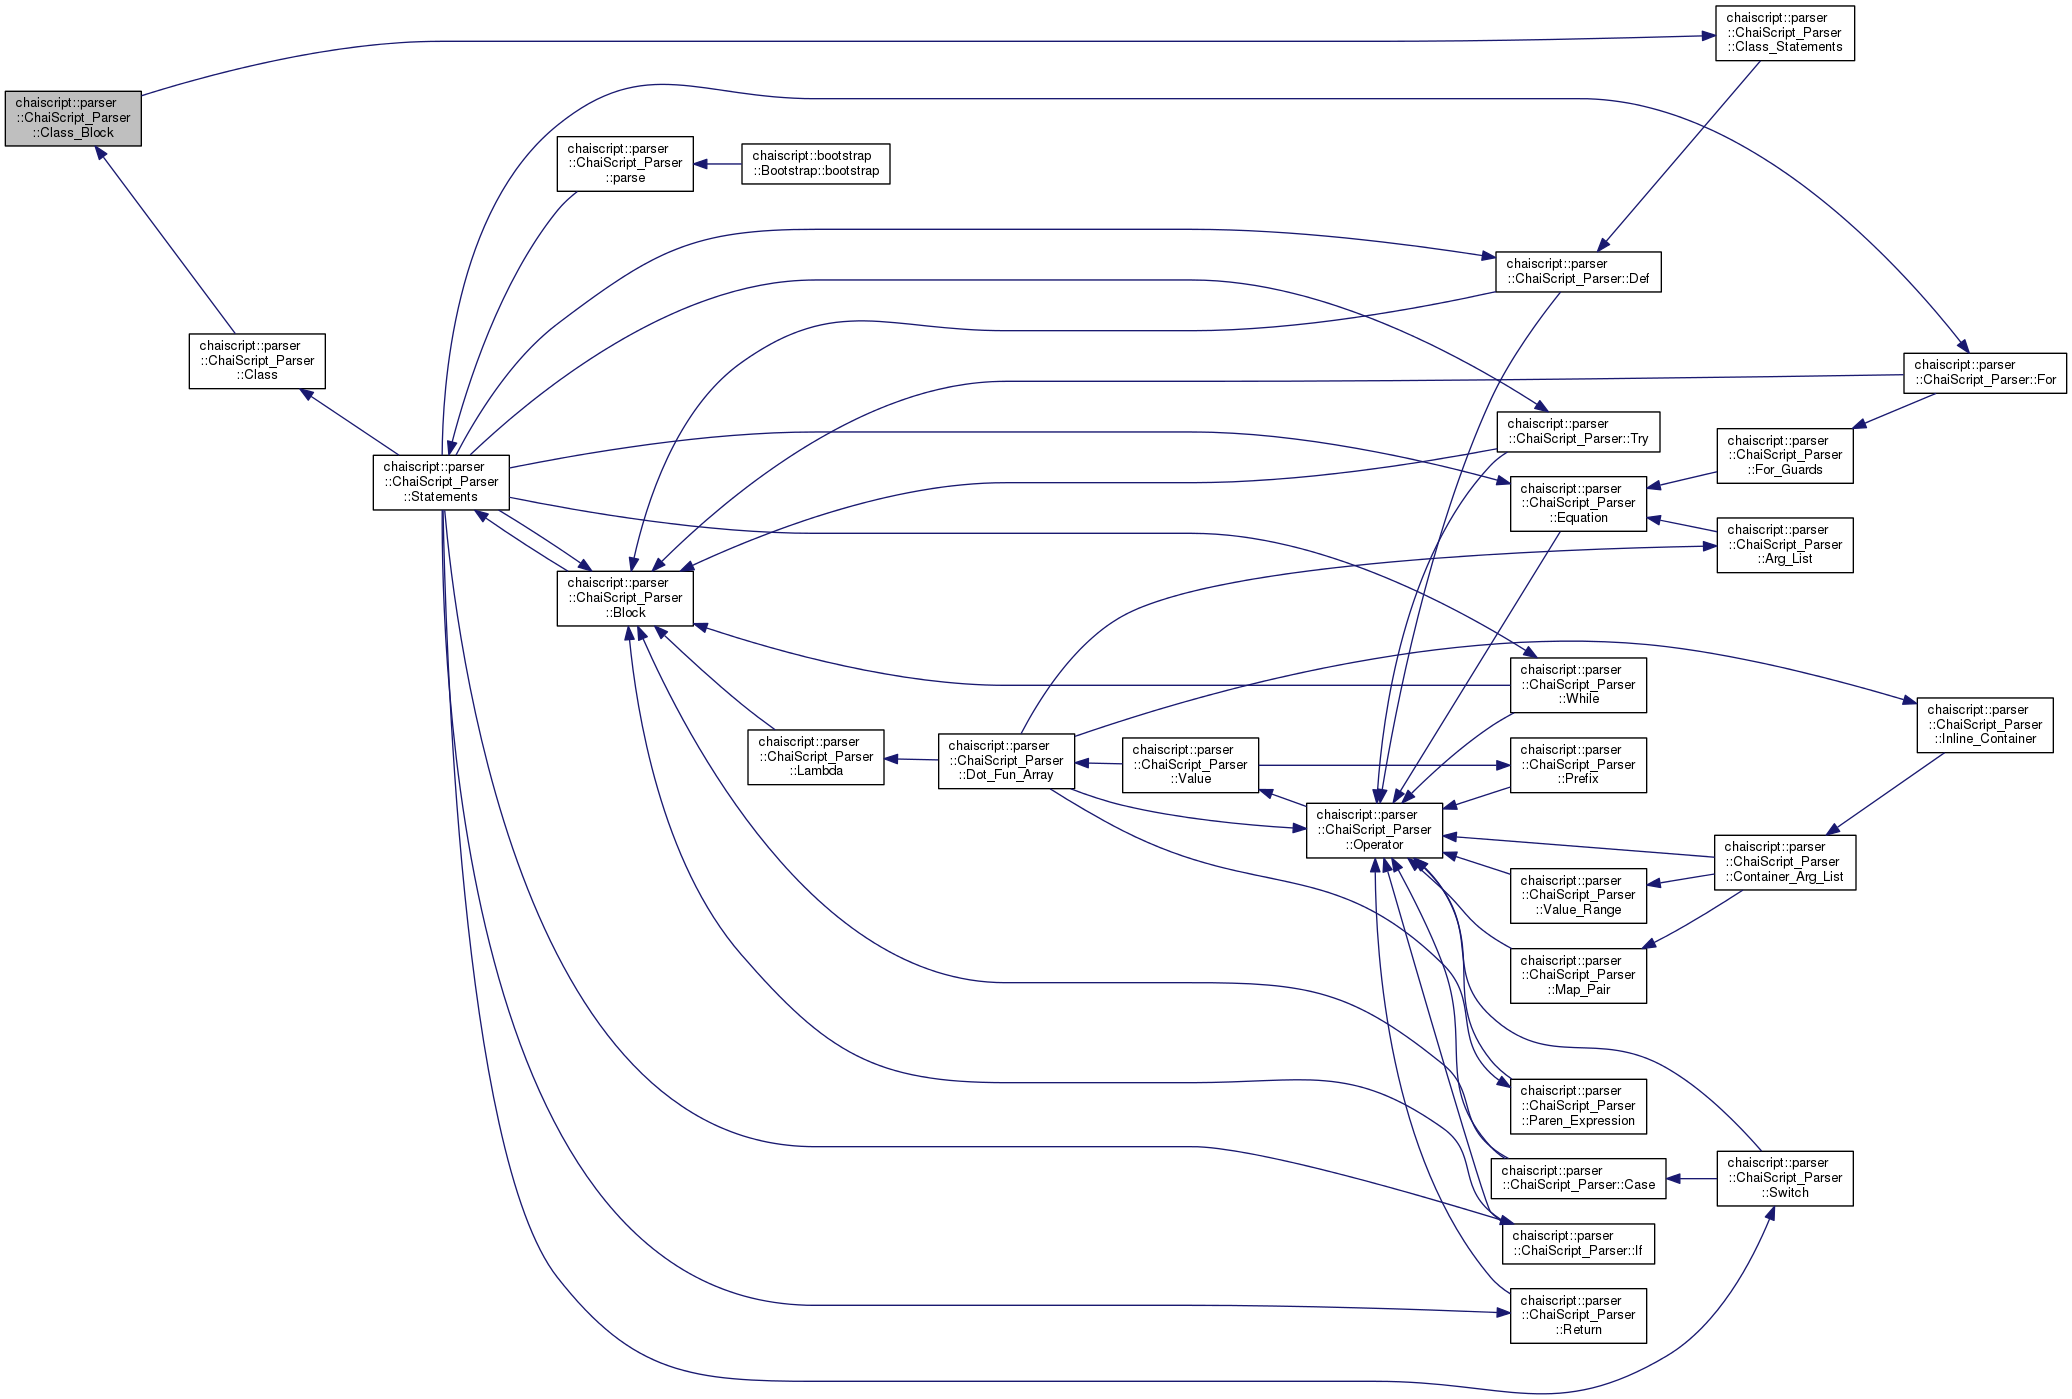 chaiscript::parser
::ChaiScript_Parser
::Class_Statements
chaiscript::parser
::ChaiScript_Parser
::Class_Block
chaiscript::parser
::ChaiScript_Parser
::parse
chaiscript::bootstrap
::Bootstrap::bootstrap
chaiscript::parser
::ChaiScript_Parser::Def
chaiscript::parser
::ChaiScript_Parser
::Class
chaiscript::parser
::ChaiScript_Parser::For
chaiscript::parser
::ChaiScript_Parser::Try
chaiscript::parser
::ChaiScript_Parser
::For_Guards
chaiscript::parser
::ChaiScript_Parser
::Statements
chaiscript::parser
::ChaiScript_Parser
::Equation
chaiscript::parser
::ChaiScript_Parser
::Arg_List
chaiscript::parser
::ChaiScript_Parser
::Block
chaiscript::parser
::ChaiScript_Parser
::While
chaiscript::parser
::ChaiScript_Parser
::Inline_Container
chaiscript::parser
::ChaiScript_Parser
::Lambda
chaiscript::parser
::ChaiScript_Parser
::Dot_Fun_Array
chaiscript::parser
::ChaiScript_Parser
::Value
chaiscript::parser
::ChaiScript_Parser
::Prefix
chaiscript::parser
::ChaiScript_Parser
::Operator
chaiscript::parser
::ChaiScript_Parser
::Container_Arg_List
chaiscript::parser
::ChaiScript_Parser
::Value_Range
chaiscript::parser
::ChaiScript_Parser
::Map_Pair
chaiscript::parser
::ChaiScript_Parser
::Paren_Expression
chaiscript::parser
::ChaiScript_Parser::Case
chaiscript::parser
::ChaiScript_Parser
::Switch
chaiscript::parser
::ChaiScript_Parser::If
chaiscript::parser
::ChaiScript_Parser
::Return